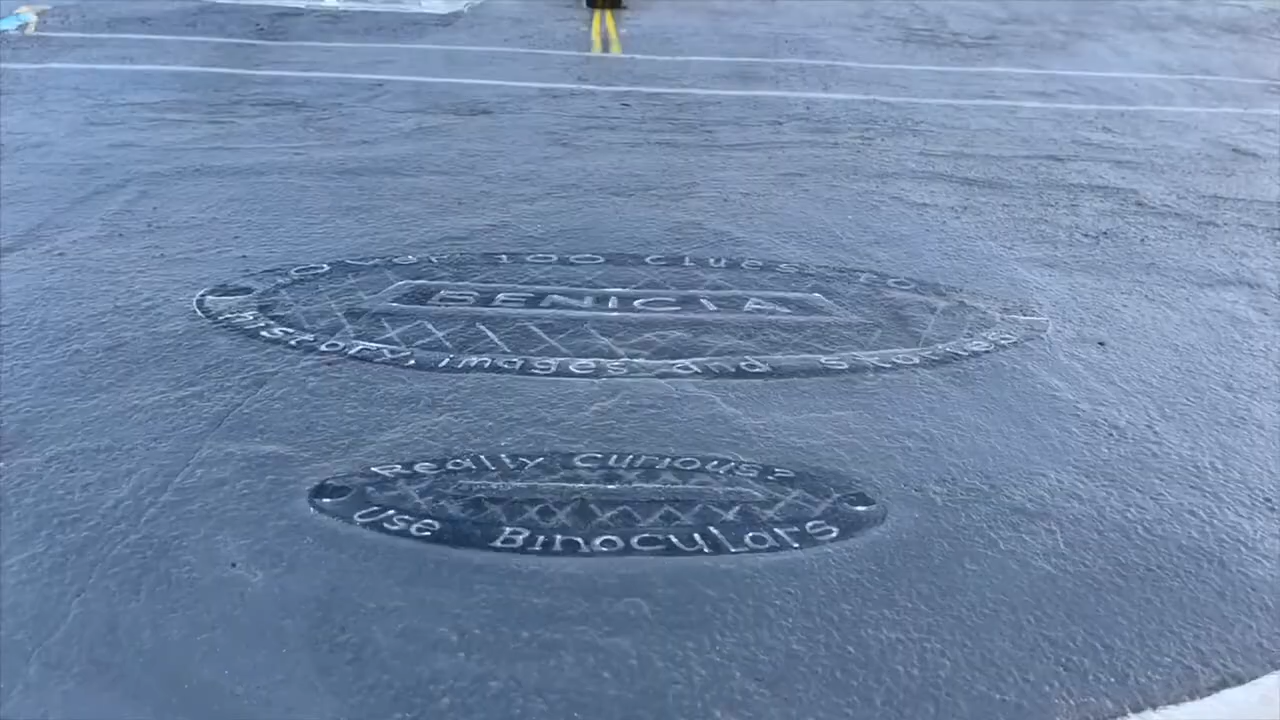 Over 100 Clues to
BENICIA
history, images and stories
Really Curious?
Use Binoculars